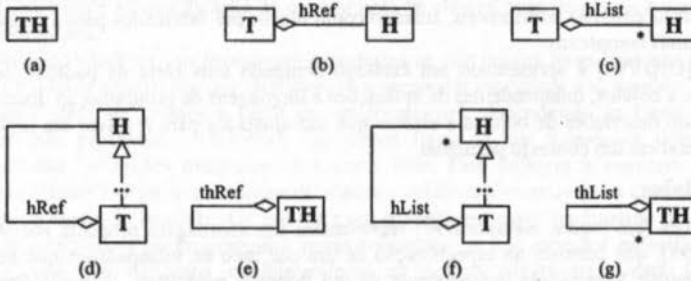 TH
T hRef H
T hList * H
(a) (b) (c)
H * H
... thRef ... thList
hRef T TH hList T * TH
(d) (e) (f) (g)